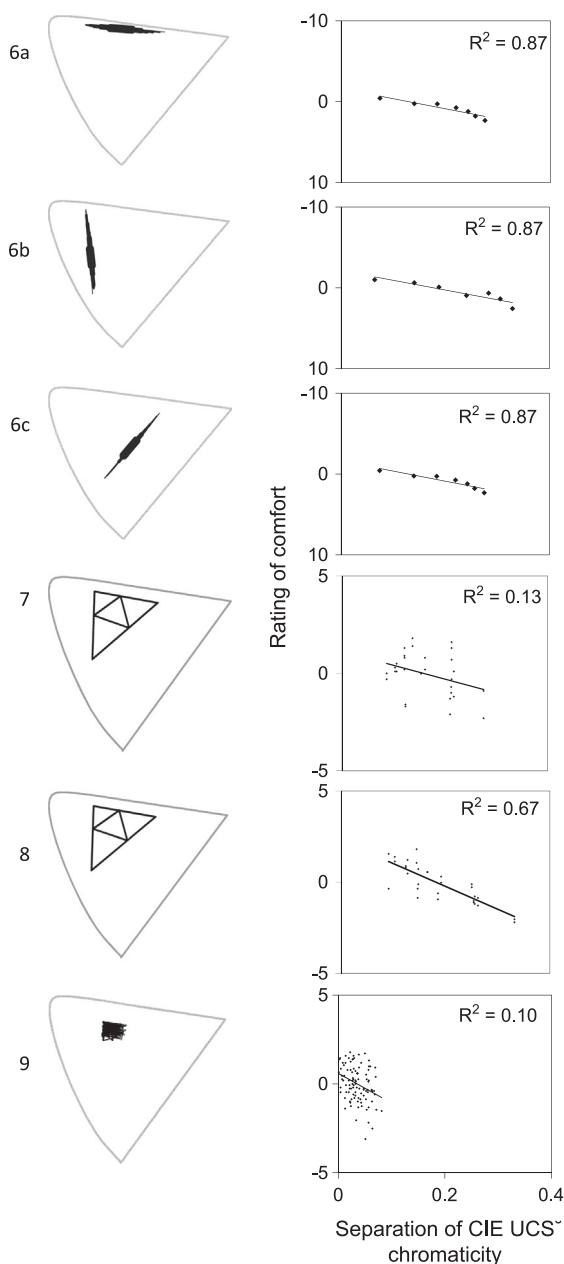 6a
-10
R² = 0.87
0
10
6b
-10
R² = 0.87
0
10
6c
-10
R² = 0.87
0
10
Rating of comfort
7
5
R² = 0.13
0
-5
8
5
R² = 0.67
0
-5
9
5
R² = 0.10
0
-5
0
0.2
0.4
Separation of CIE UCS
chromaticity